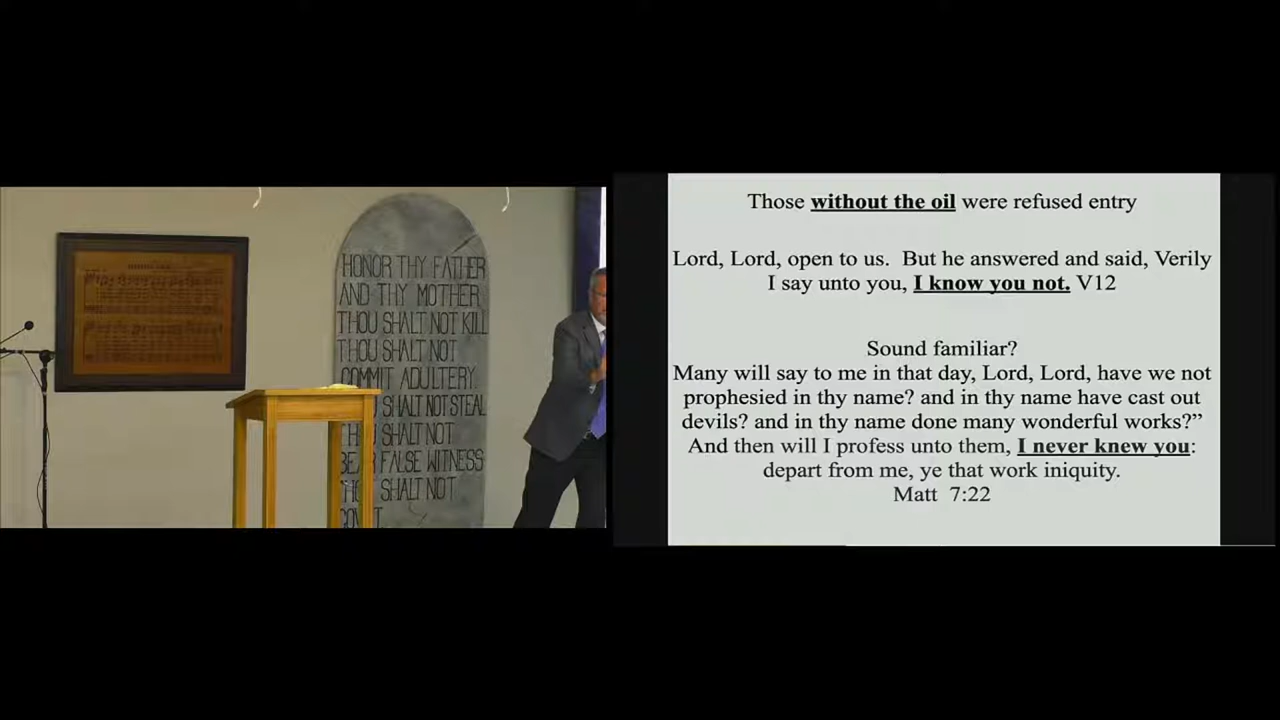 HONOR THY FATHER
AND THY MOTHER
THOU SHALT NOT KILL
THOU SHALT NOT
COMMIT ADULTERY.
SHALT NOT STEAL
SHALT NOT
FALSE WITNESS
SHALT NOT
Those without the oil were refused entry
Lord, Lord, open to us. But he answered and said, Verily
I say unto you, I know you not. V12
Sound familiar?
Many will say to me in that day, Lord, Lord, have we not
prophesied in thy name? and in thy name have cast out
devils? and in thy name done many wonderful works?”
And then will I profess unto them, I never knew you:
depart from me, ye that work iniquity.
Matt 7:22